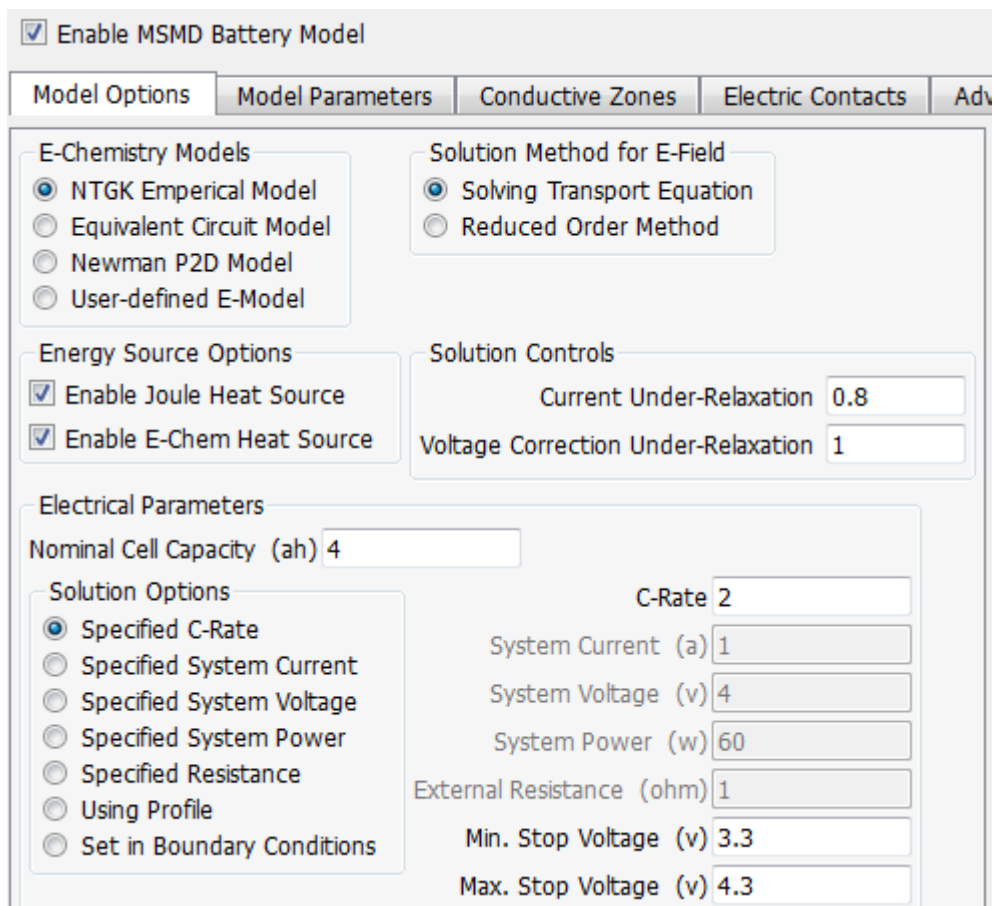 Enable MSMD Battery Model
Model Options Model Parameters Conductive Zones Electric Contacts Adv
E-Chemistry Models
NTGK Emperical Model
Equivalent Circuit Model
Newman P2D Model
User-defined E-Model
Solution Method for E-Field
Solving Transport Equation
Reduced Order Method
Energy Source Options
Enable Joule Heat Source
Enable E-Chem Heat Source
Solution Controls
Current Under-Relaxation 0.8
Voltage Correction Under-Relaxation 1
Electrical Parameters
Nominal Cell Capacity (ah) 4
Solution Options
Specified C-Rate
Specified System Current
Specified System Voltage
Specified System Power
Specified Resistance
Using Profile
Set in Boundary Conditions
C-Rate 2
System Current (a) 1
System Voltage (v) 4
System Power (w) 60
External Resistance (ohm) 1
Min. Stop Voltage (v) 3.3
Max. Stop Voltage (v) 4.3